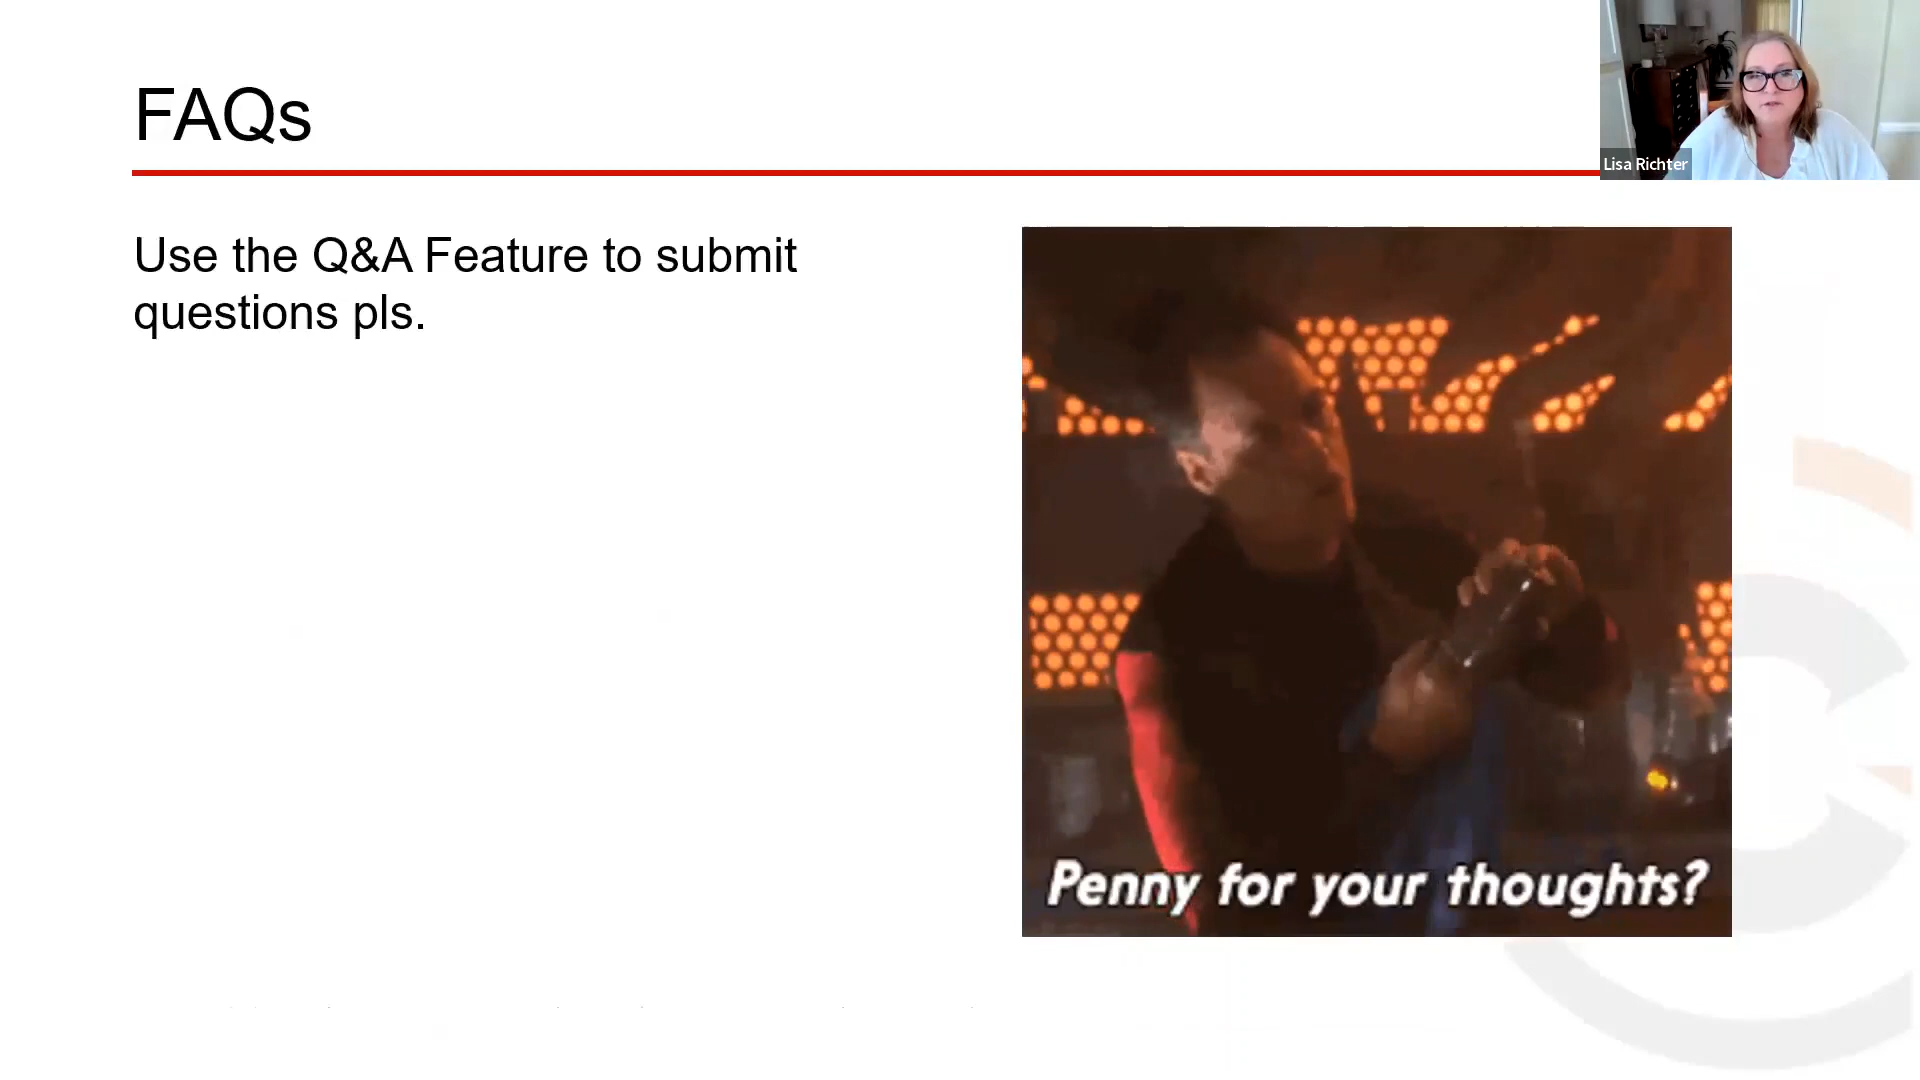 FAQs
Lisa Richter
Use the Q&A Feature to submit
questions pls.
Penny for your thoughts?